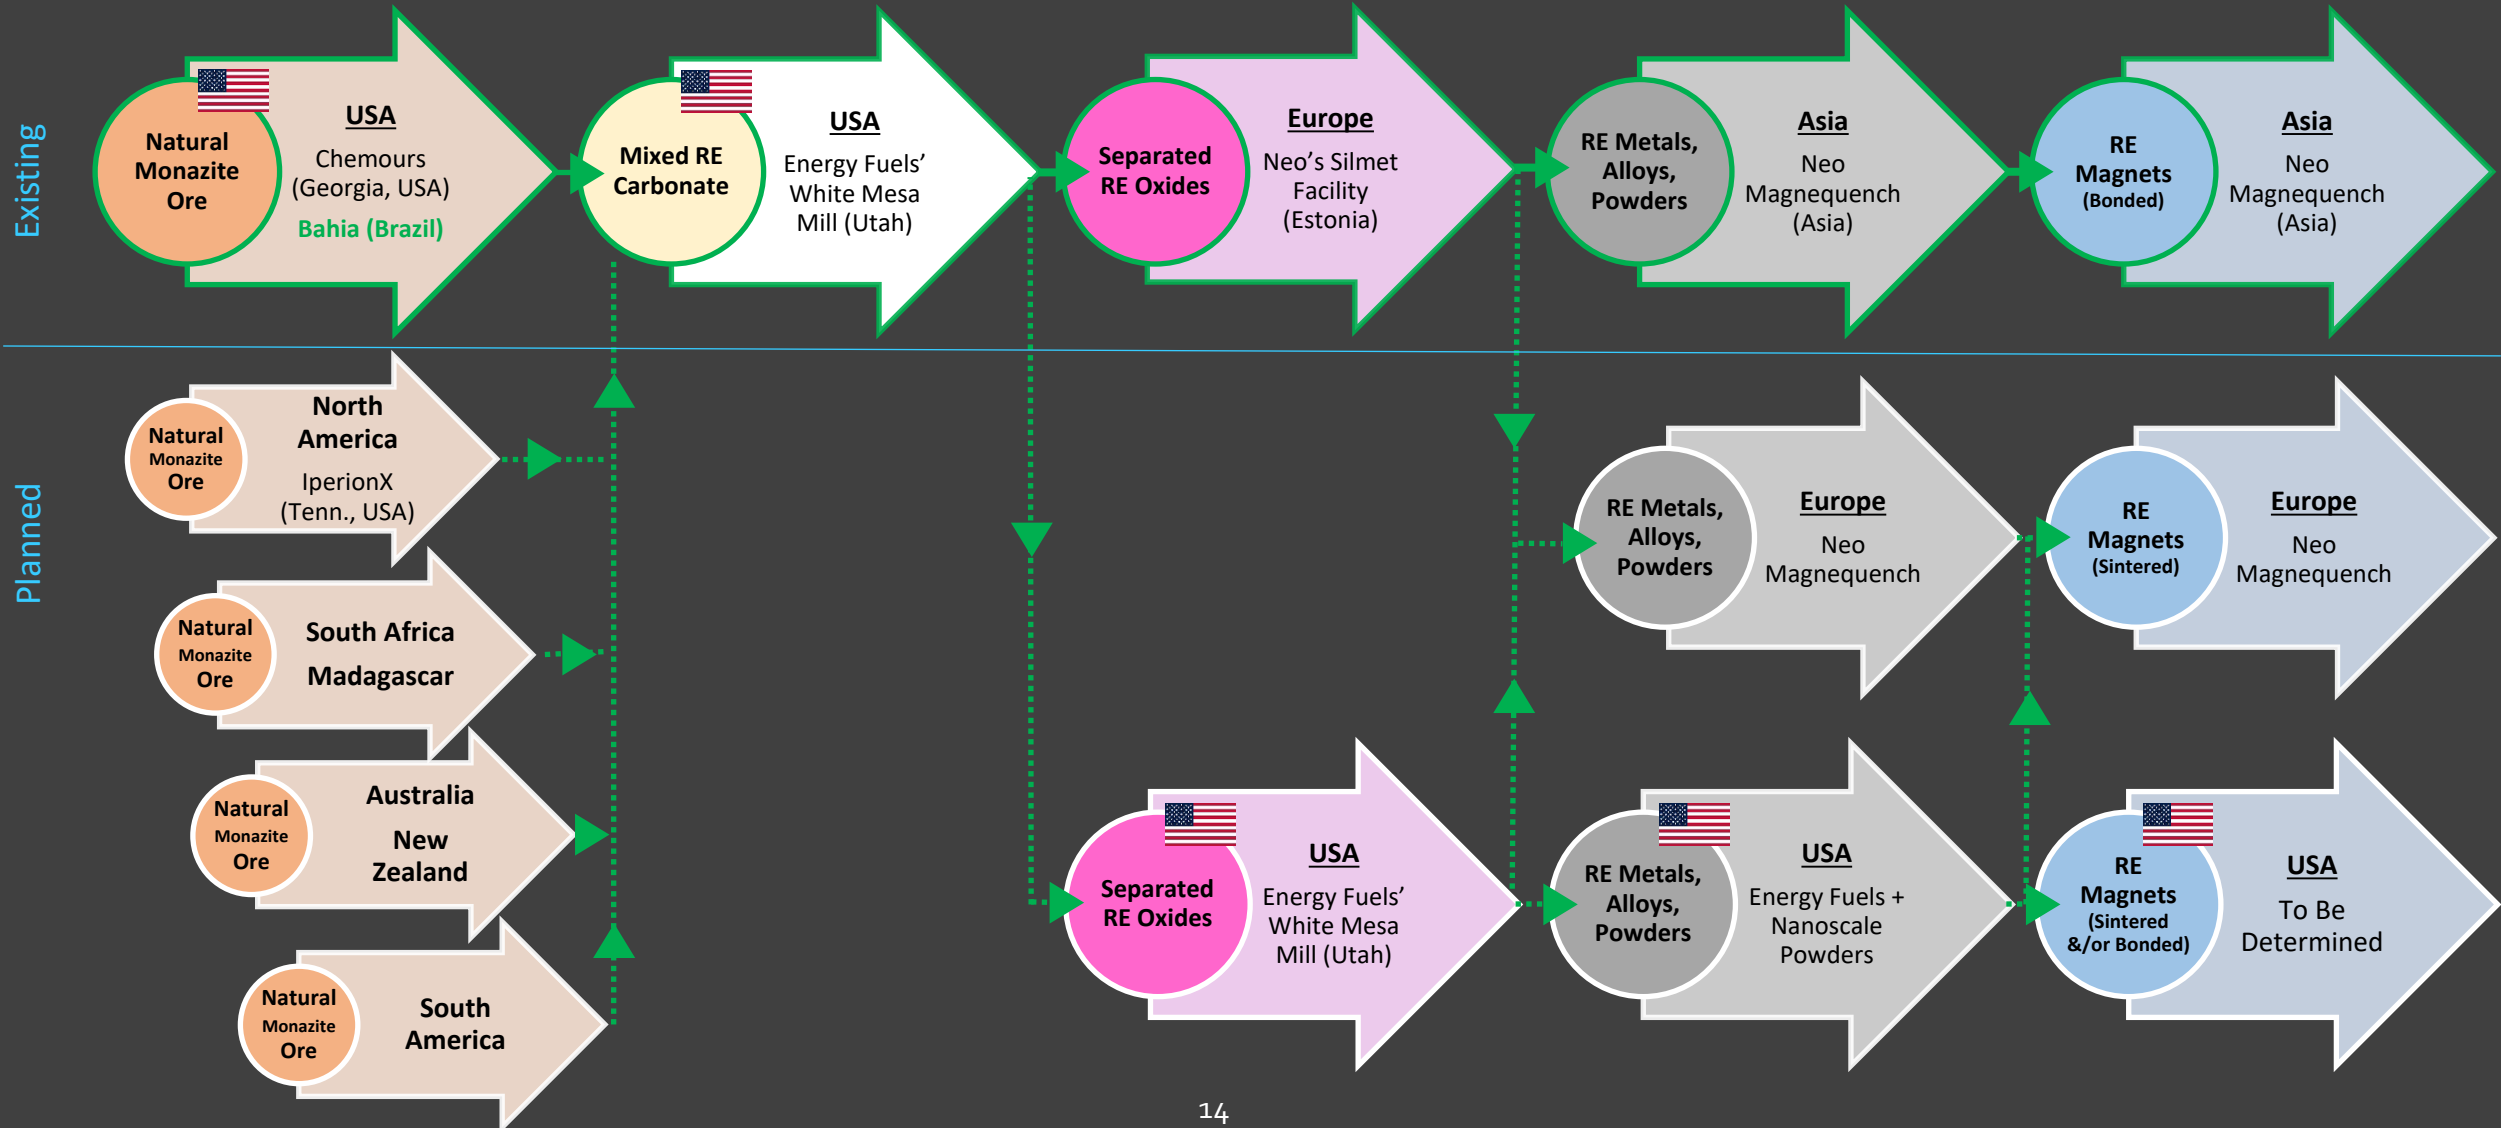 Existing
Natural
Monazite
Ore
USA
Chemours
(Georgia, USA)
Bahia (Brazil)
Mixed RE
Carbonate
USA
Energy Fuels’
White Mesa
Mill (Utah)
Separated
RE Oxides
Europe
Neo’s Silmet
Facility
(Estonia)
RE Metals,
Alloys,
Powders
Asia
Neo
Magnequench
(Asia)
RE
Magnets
(Bonded)
Asia
Neo
Magnequench
(Asia)
Planned
Natural
Monazite
Ore
North
America
IperionX
(Tenn., USA)
Natural
Monazite
Ore
South Africa
Madagascar
Natural
Monazite
Ore
Australia
New
Zealand
Natural
Monazite
Ore
South
America
RE Metals,
Alloys,
Powders
Europe
Neo
Magnequench
RE
Magnets
(Sintered)
Europe
Neo
Magnequench
Separated
RE Oxides
USA
Energy Fuels’
White Mesa
Mill (Utah)
RE Metals,
Alloys,
Powders
USA
Energy Fuels +
Nanoscale
Powders
RE
Magnets
(Sintered
&/or Bonded)
USA
To Be
Determined
14